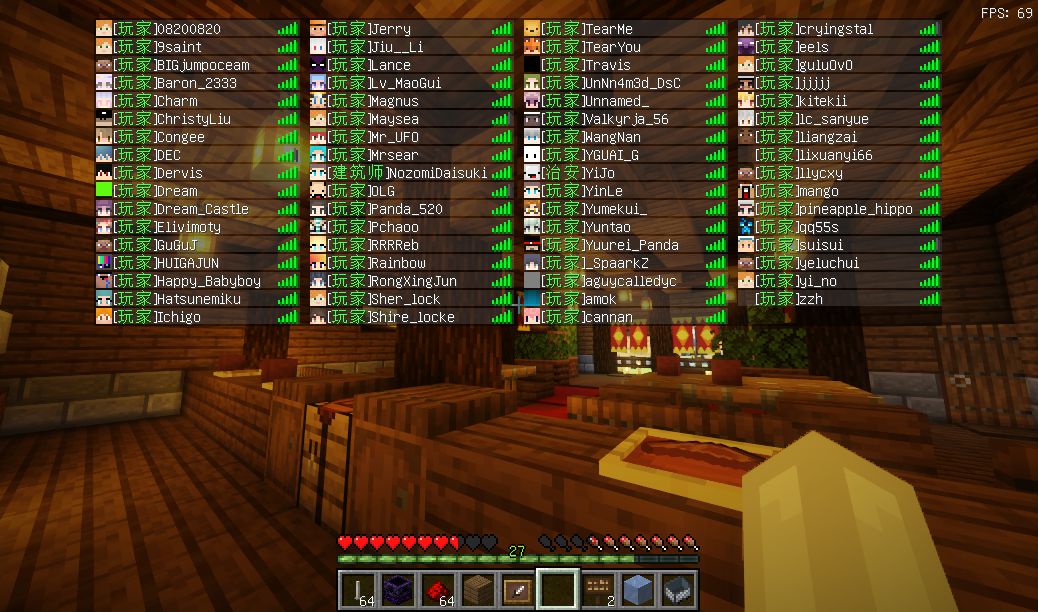 FPS: 69
[玩家]08200820
[玩家]9saint
[玩家]BIGjumpoceam
[玩家]Baron_2333
[玩家]Charm
[玩家]ChristyLiu
[玩家]Congee
[玩家]DEC
[玩家]Dervis
[玩家]Dream
[玩家]Dream_Castle
[玩家]Elivimoty
[玩家]GuGuJ
[玩家]HUIGAJUN
[玩家]Happy_Babyboy
[玩家]Hatsunemiku
[玩家]Ichigo
[玩家]Jerry
[玩家]Jiu__Li
[玩家]Lance
[玩家]Lv_MaoGui
[玩家]Magnus
[玩家]Maysea
[玩家]Mr_UFO
[玩家]Mrsear
[建筑师]NozomiDaisuki
[玩家]OLG
[玩家]Panda_520
[玩家]Pchaoo
[玩家]RRRReb
[玩家]Rainbow
[玩家]RongXingJun
[玩家]Sher_lock
[玩家]Shire_locke
[玩家]TearMe
[玩家]TearYou
[玩家]Travis
[玩家]UnNn4m3d_DsC
[玩家]Unnamed_
[玩家]Valkyrja_56
[玩家]WangNan
[玩家]YGUAI_G
[治安]YiJo
[玩家]YinLe
[玩家]Yumekui_
[玩家]Yuntao
[玩家]Yuurei_Panda
[玩家]_SpaarkZ
[玩家]aguycalledyc
[玩家]amok
[玩家]cannan
[玩家]cryingstal
[玩家]eels
[玩家]guluOvO
[玩家]jjjjj
[玩家]kitekii
[玩家]lc_sanyue
[玩家]liangzai
[玩家]lixuanyi66
[玩家]llycxy
[玩家]mango
[玩家]pineapple_hippo
[玩家]qq55s
[玩家]suisui
[玩家]yeluchui
[玩家]yi_no
[玩家]zzh
27
64
64
2